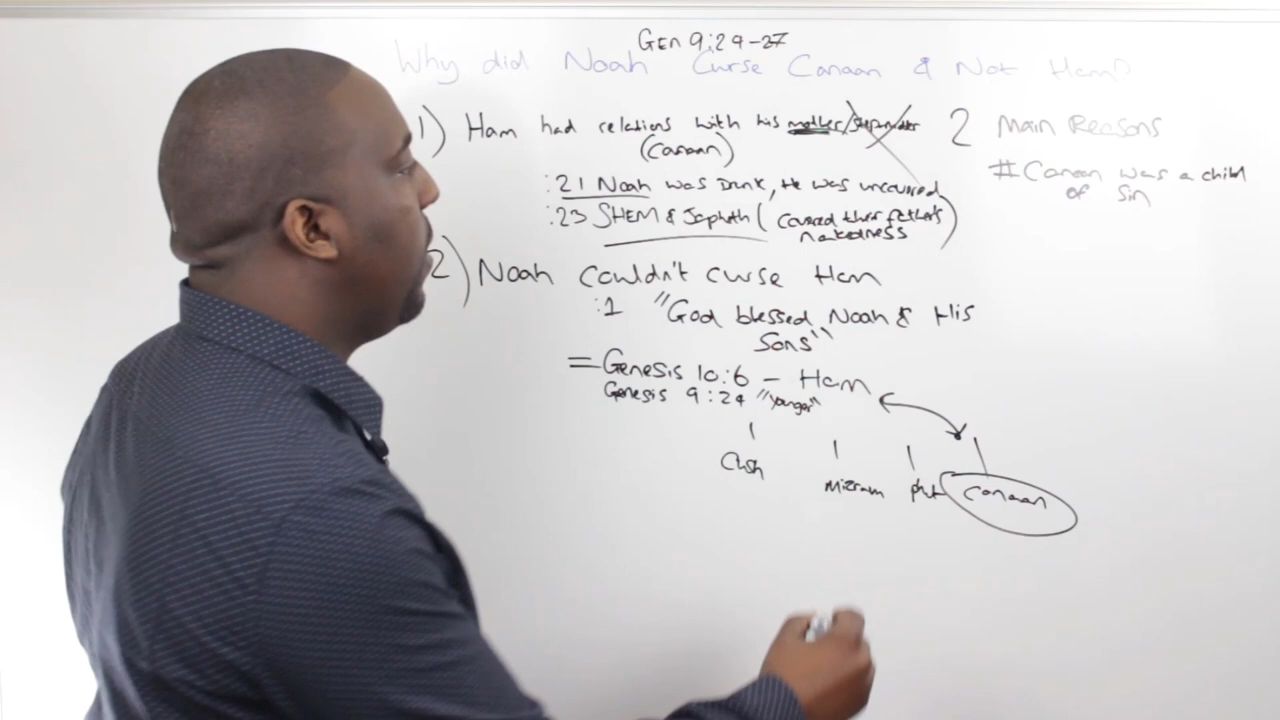 GEN 9:24-27
Why did Noah Curse Canaan & Not Ham?
1) Ham had relations with his mother/stepmother
(Canaan)
2 Main Reasons
# Canaan was a child
of sin
:21 Noah was Drunk, He was uncovered
:23 SHEM & Japheth (covered their father's
nakedness)
2) Noah couldn't curse Ham
:1 "God blessed Noah & His
Sons"
= Genesis 10:6 - Ham
Genesis 9:24 "Younger"
Cush
Mizram Phut Canaan